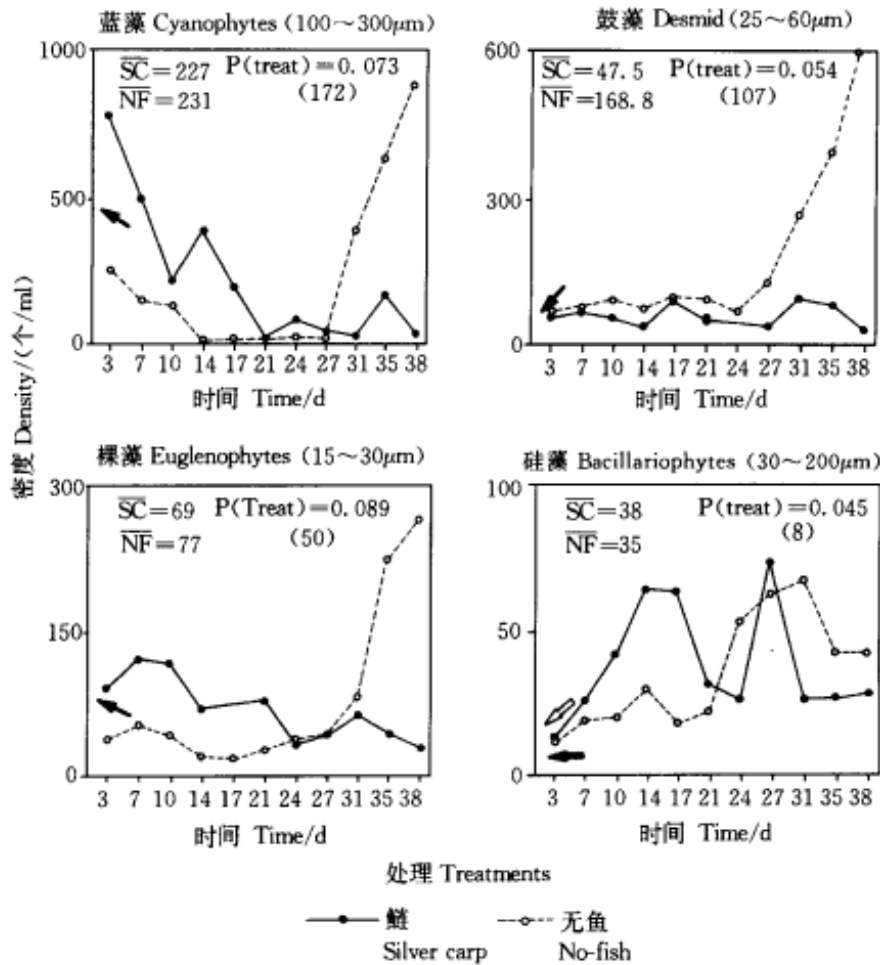 蓝藻 Cyanophytes (100～300μm)
1000
SC=227 P(treat)=0.073
NF=231 (172)
500
0
3 7 10 14 17 21 24 27 31 35 38
时间 Time/d
鼓藻 Desmid (25～60μm)
600
SC=47.5 P(treat)=0.054
NF=168.8 (107)
300
0
3 7 10 14 17 21 24 27 31 35 38
时间 Time/d
密度 Density/(个/ml)
裸藻 Euglenophytes (15～30μm)
300
SC=69 P(Treat)=0.089
NF=77 (50)
150
0
3 7 10 14 17 21 24 27 31 35 38
时间 Time/d
硅藻 Bacillariophytes (30～200μm)
100
SC=38 P(treat)=0.045
NF=35 (8)
50
0
3 7 10 14 17 21 24 27 31 35 38
时间 Time/d
处理 Treatments
鲢 无鱼
Silver carp No-fish